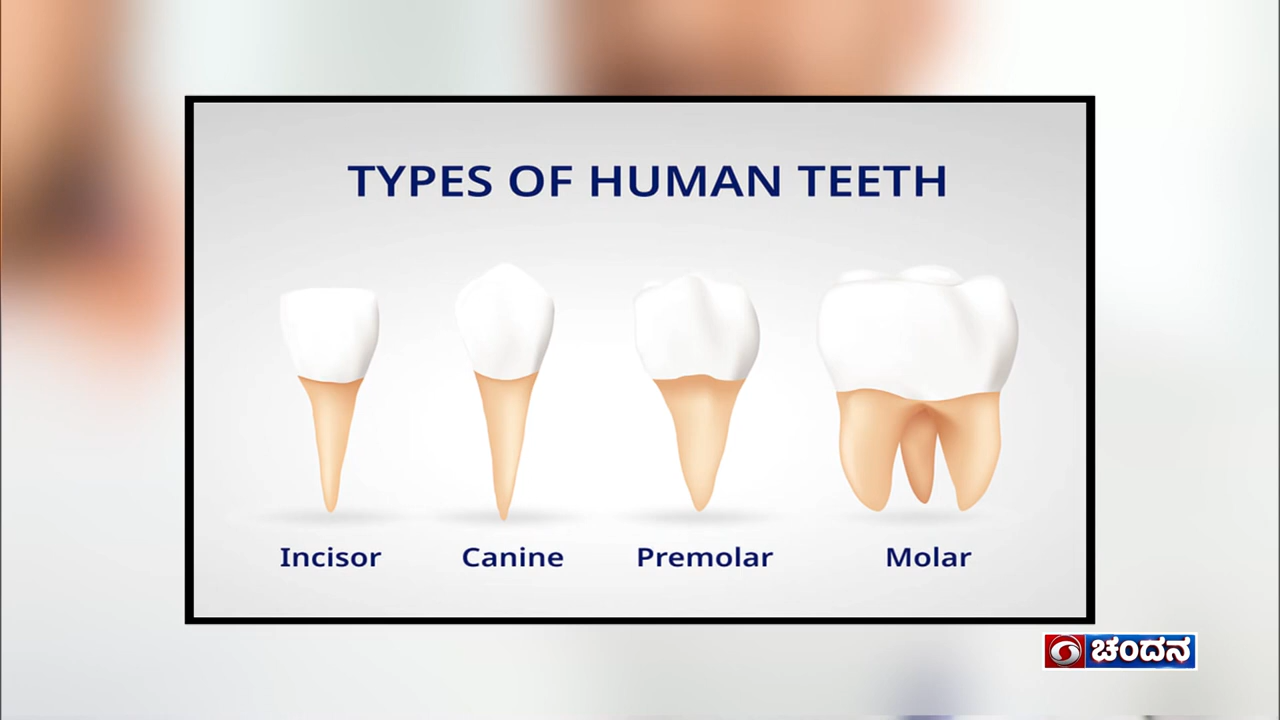 TYPES OF HUMAN TEETH
Incisor Canine Premolar Molar
ಚಂದನ